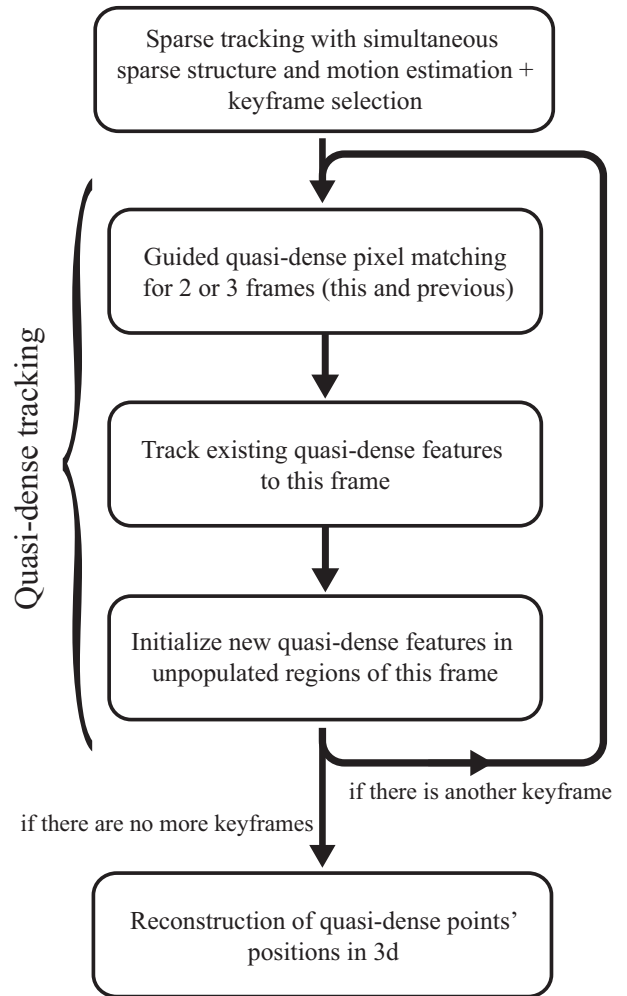 Sparse tracking with simultaneous
sparse structure and motion estimation +
keyframe selection
Quasi-dense tracking
Guided quasi-dense pixel matching
for 2 or 3 frames (this and previous)
Track existing quasi-dense features
to this frame
Initialize new quasi-dense features in
unpopulated regions of this frame
if there is another keyframe
if there are no more keyframes
Reconstruction of quasi-dense points’
positions in 3d